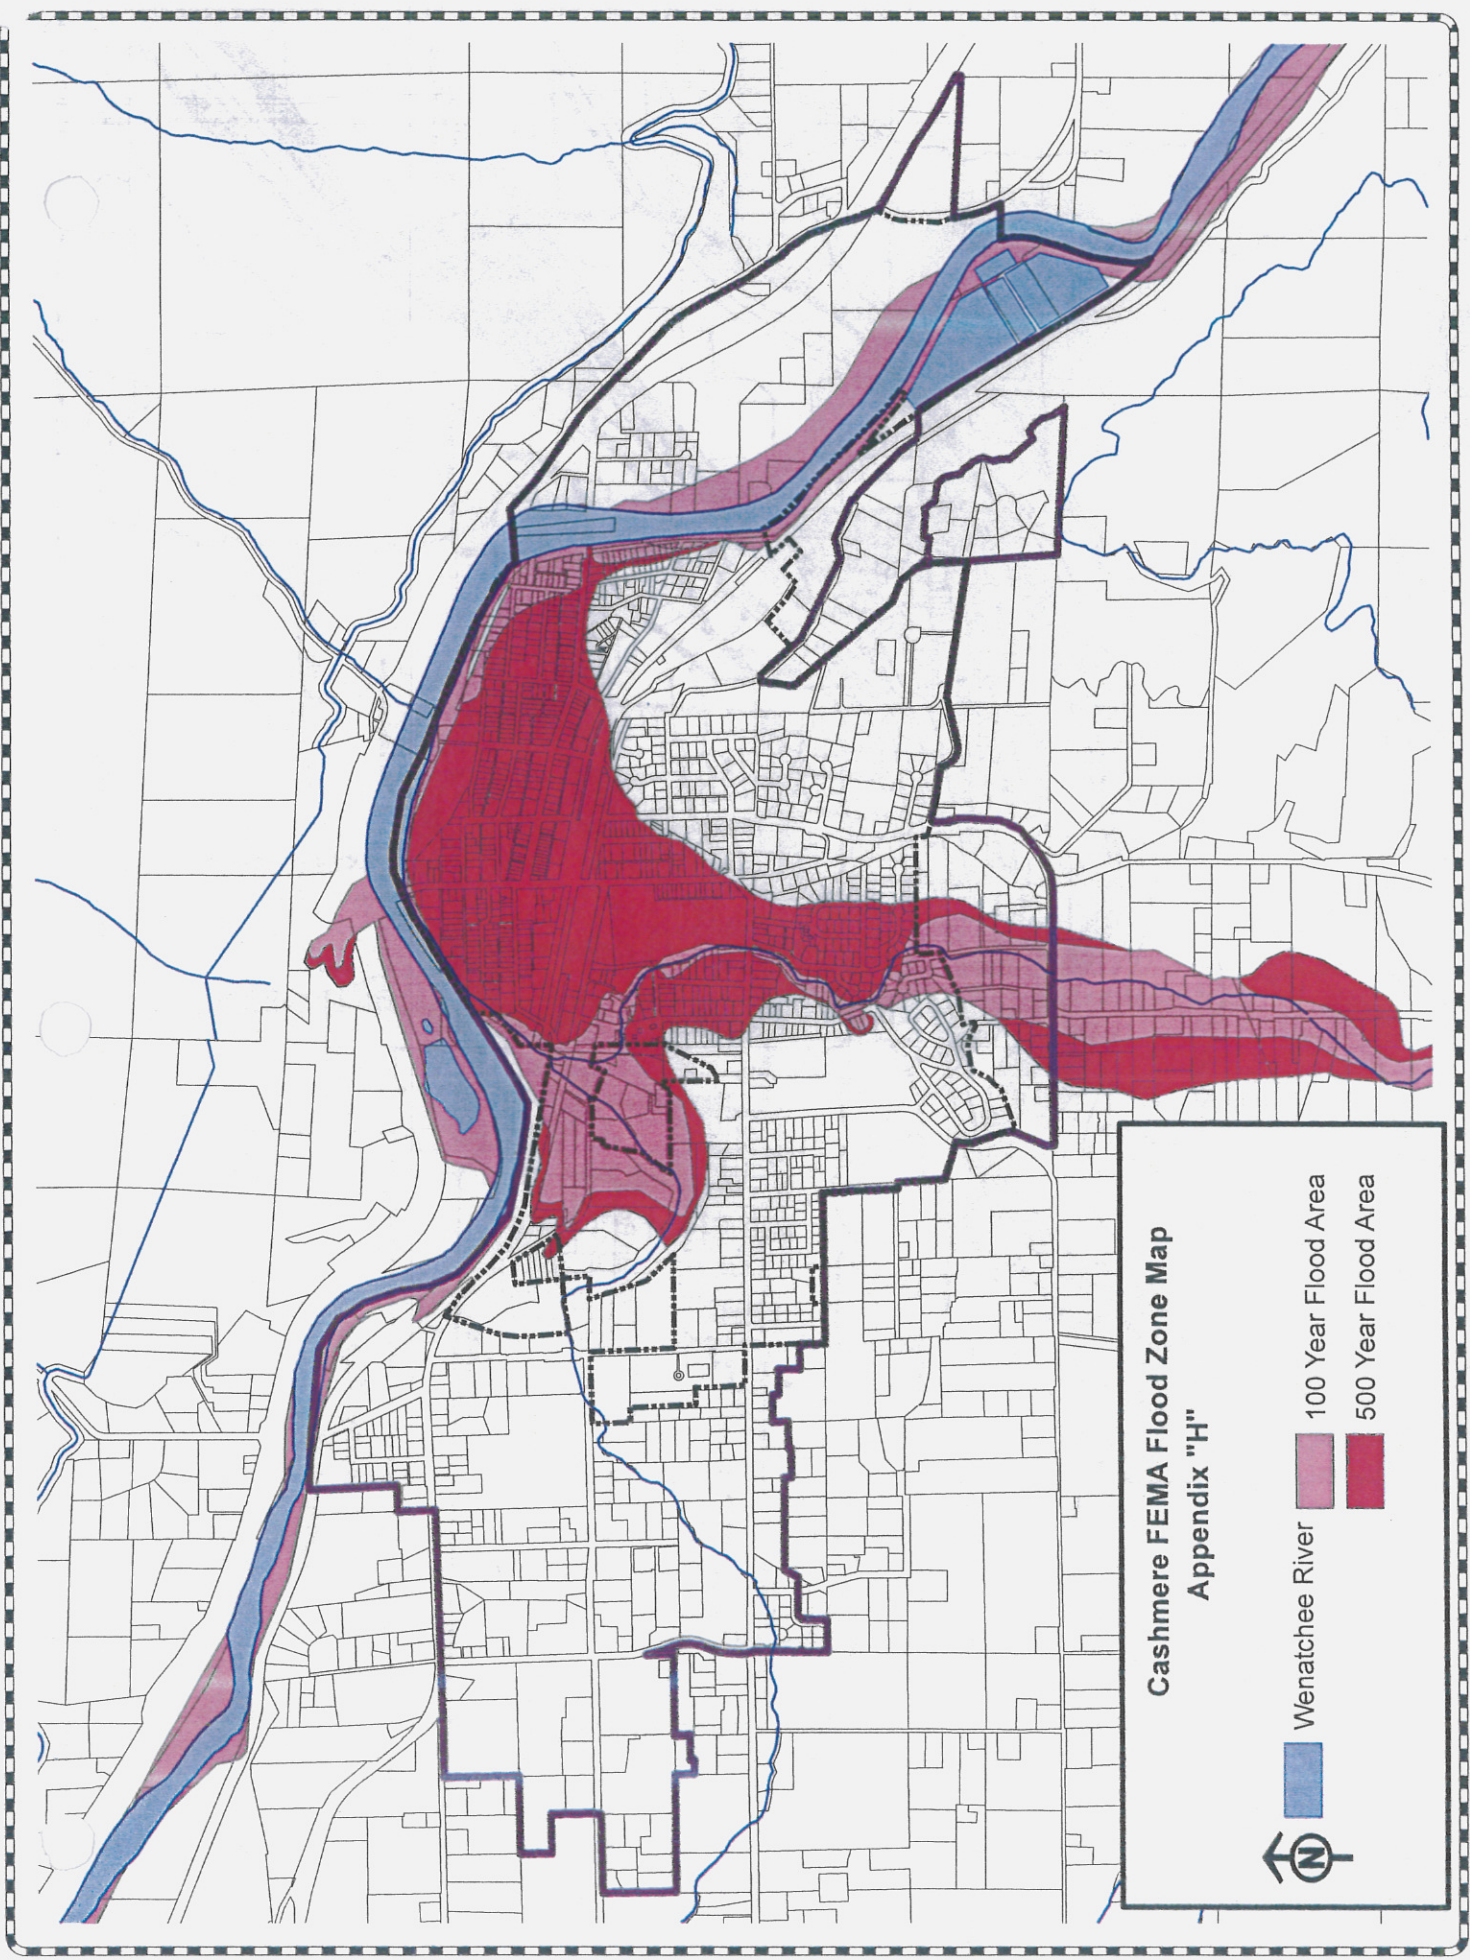 Cashmere FEMA Flood Zone Map
Appendix "H"
Wenatchee River
100 Year Flood Area
500 Year Flood Area
N